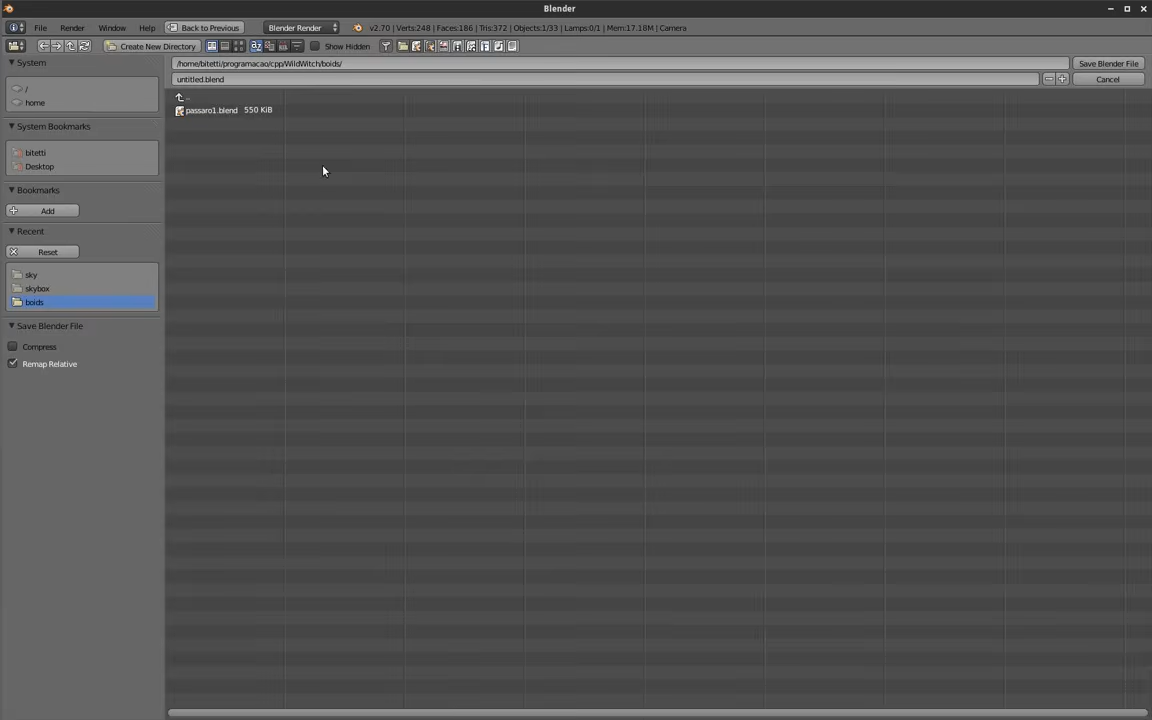 Blender
File Render Window Help Back to Previous Blender Render v2.70 | Verts:248 | Faces:186 | Tris:372 | Objects:1/33 | Lamps:0/1 | Mem:17.18M | Camera
Create New Directory Show Hidden
System
/home/bitetti/programacao/cpp/WildWitch/boids/ Save Blender File
untitled.blend Cancel
/
home
..
passaro1.blend 550 KiB
System Bookmarks
bitetti
Desktop
Bookmarks
Add
Recent
Reset
sky
skybox
boids
Save Blender File
Compress
Remap Relative